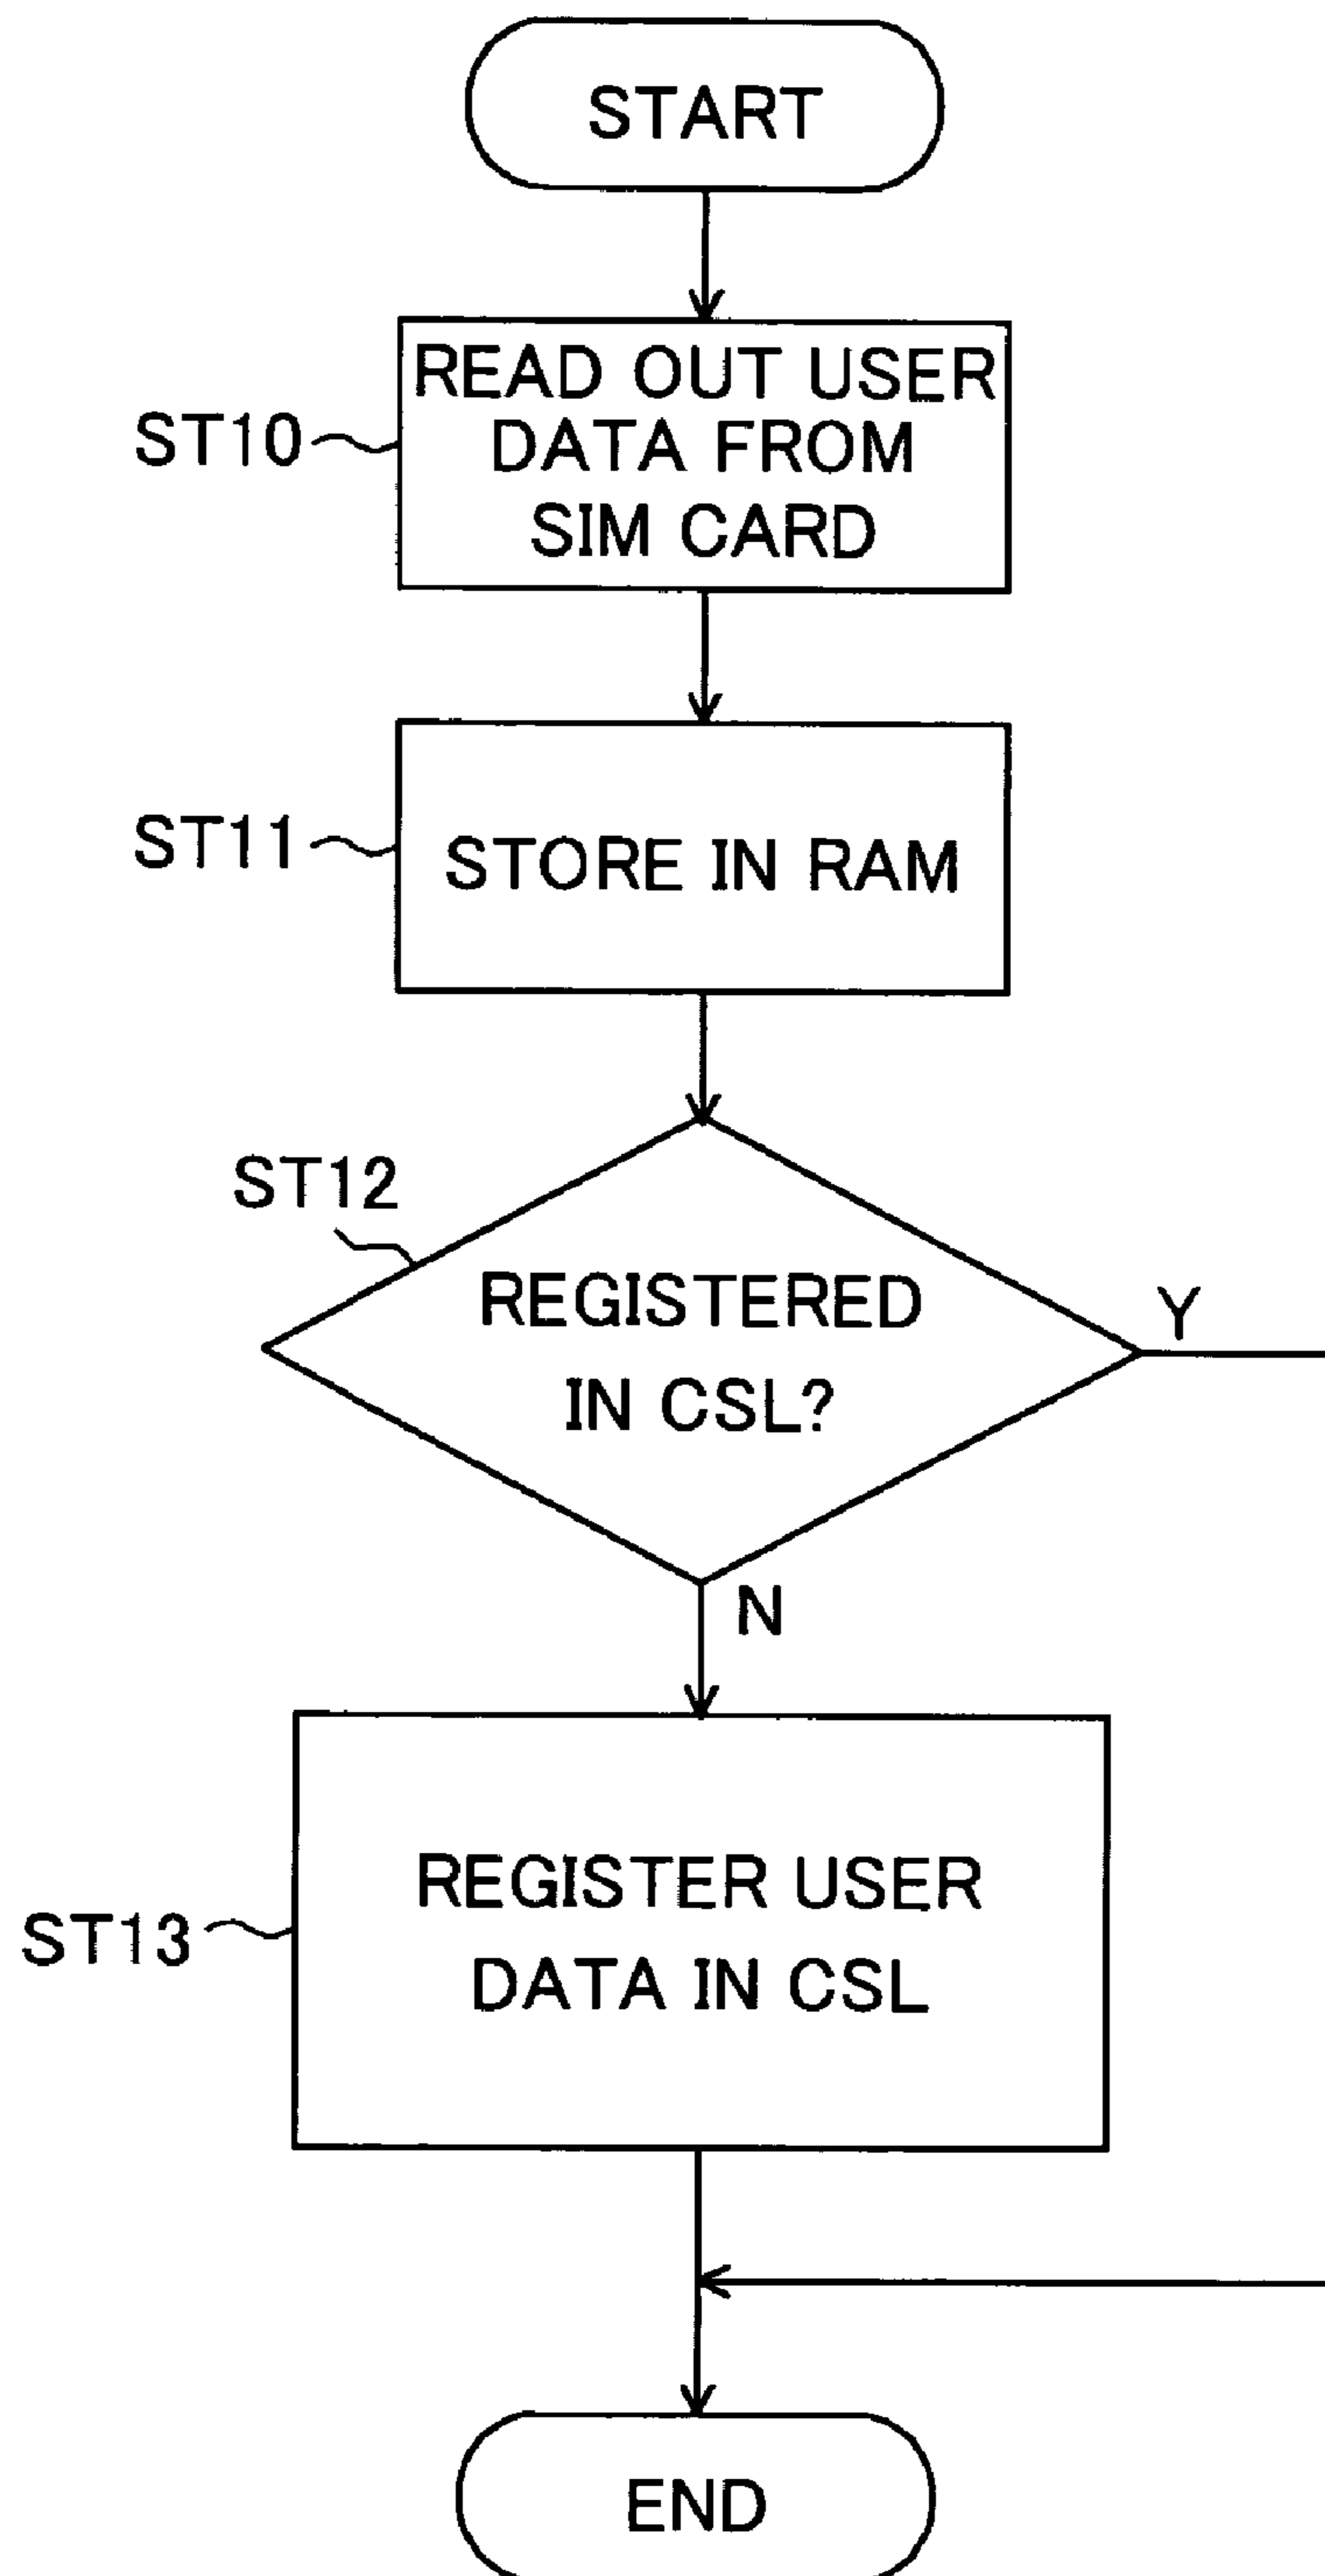 START
READ OUT USER
DATA FROM
SIM CARD
ST10
STORE IN RAM
ST11
ST12
REGISTERED
IN CSL?
Y
N
REGISTER USER
DATA IN CSL
ST13
END